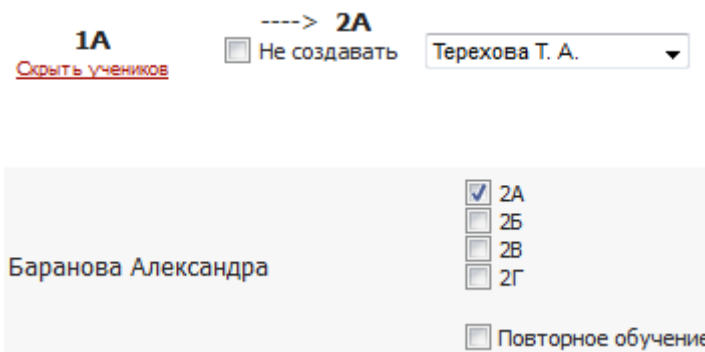 1А
Скрыть учеников
----> 2А
Не создавать
Терехова Т. А.
Баранова Александра
2А
2Б
2В
2Г
Повторное обучение